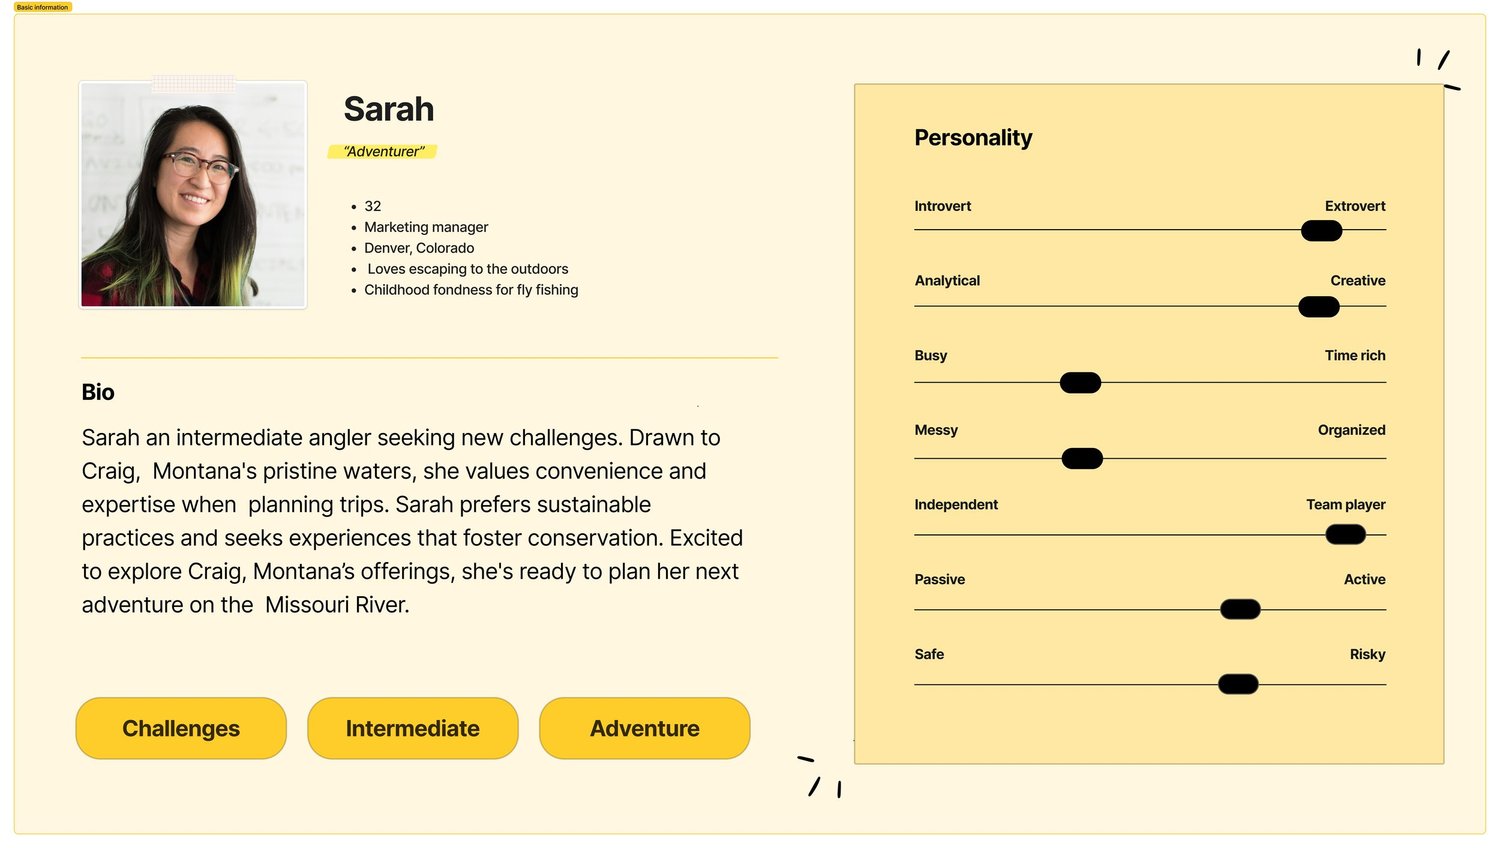 Basic information
Sarah
“Adventurer”
• 32
• Marketing manager
• Denver, Colorado
• Loves escaping to the outdoors
• Childhood fondness for fly fishing
Bio
Sarah an intermediate angler seeking new challenges. Drawn to
Craig,  Montana's pristine waters, she values convenience and
expertise when  planning trips. Sarah prefers sustainable
practices and seeks experiences that foster conservation. Excited
to explore Craig, Montana’s offerings, she's ready to plan her next
adventure on the  Missouri River.
Challenges
Intermediate
Adventure
Personality
Introvert Extrovert
Analytical Creative
Busy Time rich
Messy Organized
Independent Team player
Passive Active
Safe Risky